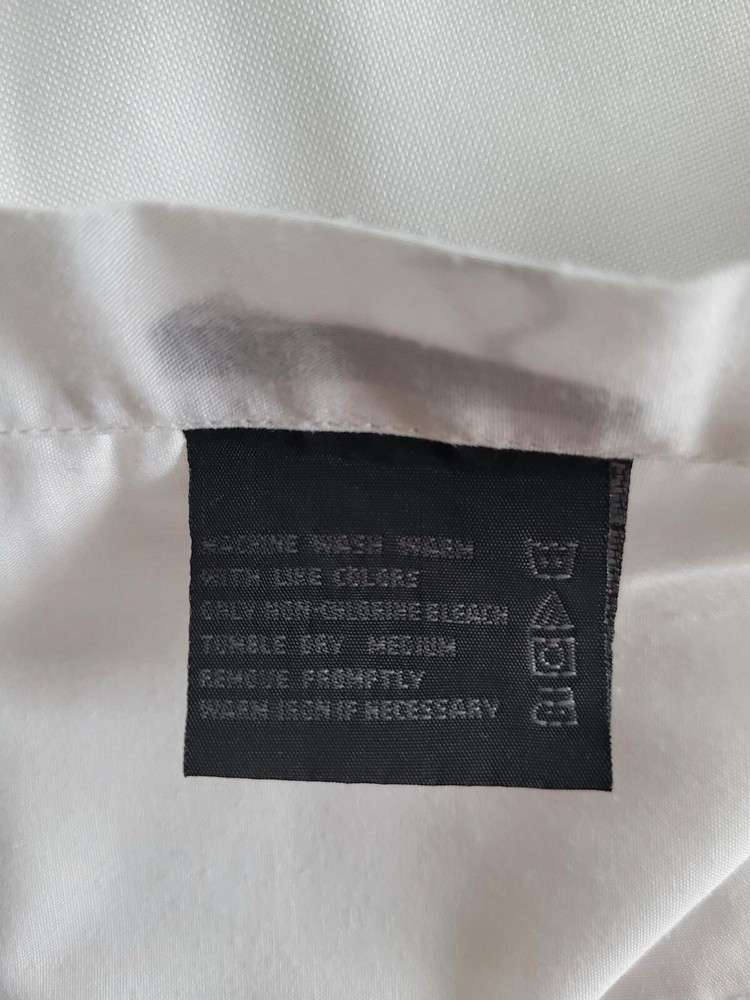 MACHINE WASH WARM
WITH LIKE COLORS
ONLY NON-CHLORINE BLEACH
TUMBLE DRY MEDIUM
REMOVE PROMPTLY
WARM IRON IF NECESSARY